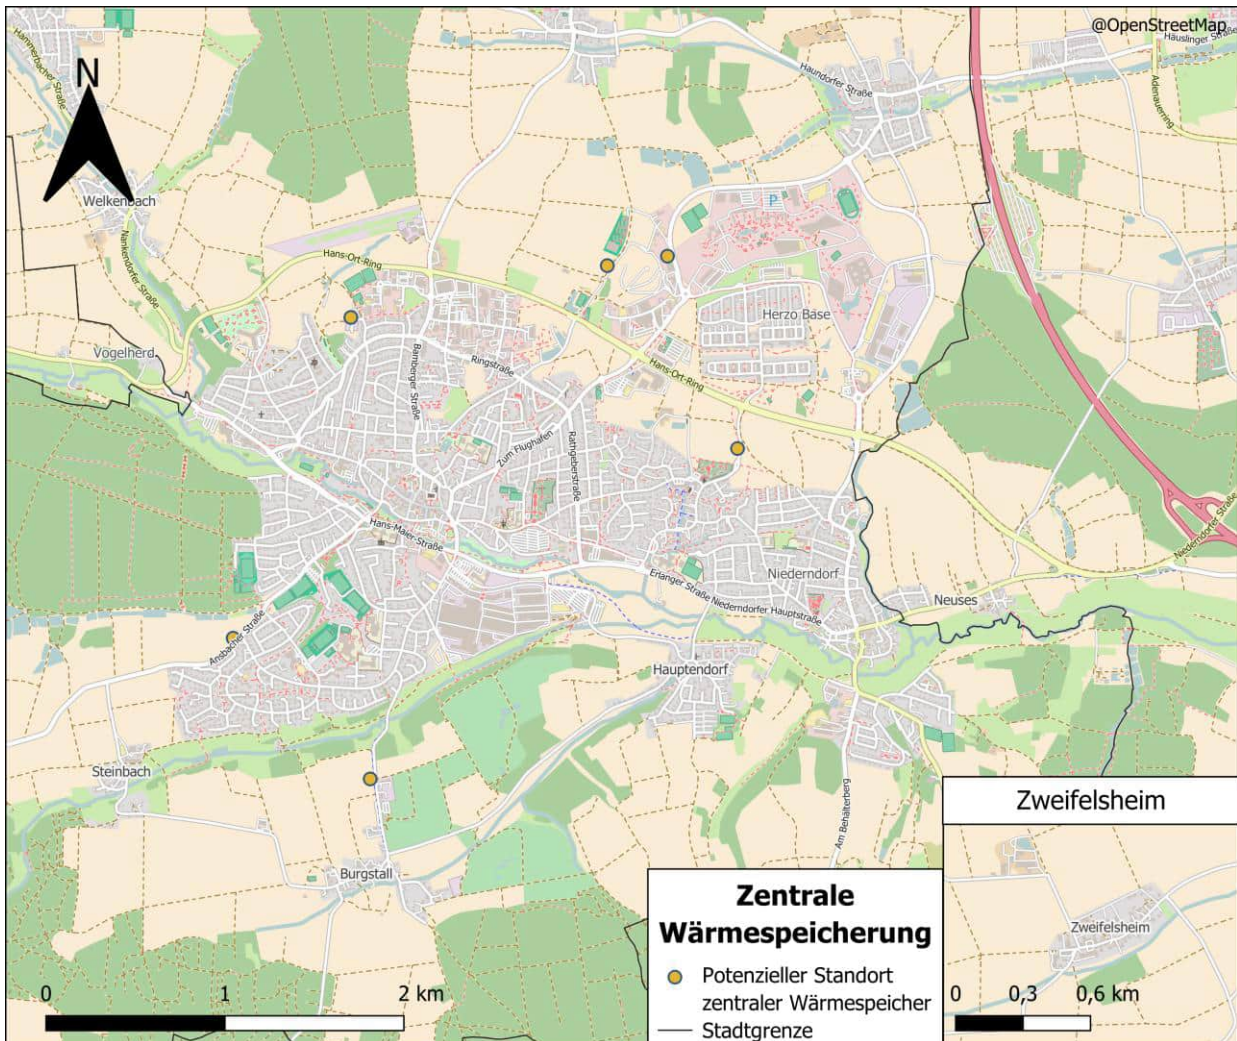 @OpenStreetMap
Häuslinger Straße
Hammerbacher Straße
N
Haundorfer Straße
Adenauerring
Welkenbach
P
Nankendorfer Straße
Hans-Ort-Ring
Herzo Base
Vogelherd
Bamberger Straße
Ringstraße
Hans-Ort-Ring
Zum Flughafen
Rathgeberstraße
Hans-Maier-Straße
Niederndorfer Straße
Erlanger Straße
Niederndorf
Niederndorfer Hauptstraße
Neuses
Ansbacher Straße
Hauptendorf
Steinbach
Am Behälterberg
Burgstall
Zweifelsheim
Zweifelsheim
Zentrale
Wärmespeicherung
Potenzieller Standort
zentraler Wärmespeicher
Stadtgrenze
0 1 2 km
0 0,3 0,6 km